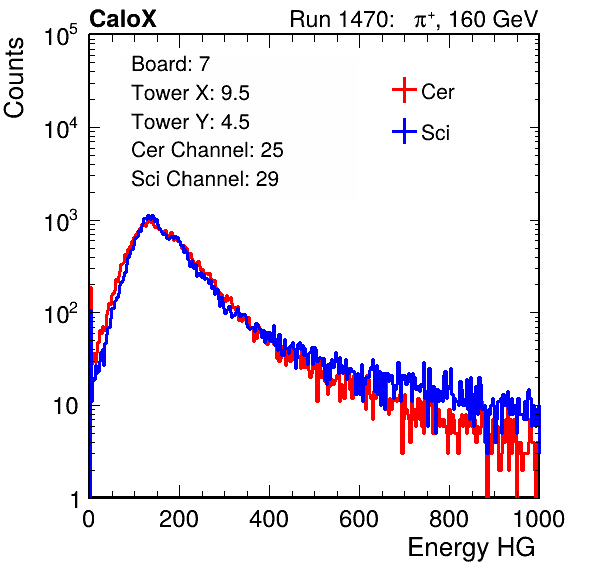 CaloX Run 1470: π⁺, 160 GeV
Counts
Board: 7
Tower X: 9.5
Tower Y: 4.5
Cer Channel: 25
Sci Channel: 29
Cer
Sci
10⁵
10⁴
10³
10²
10
1
0 200 400 600 800 1000
Energy HG